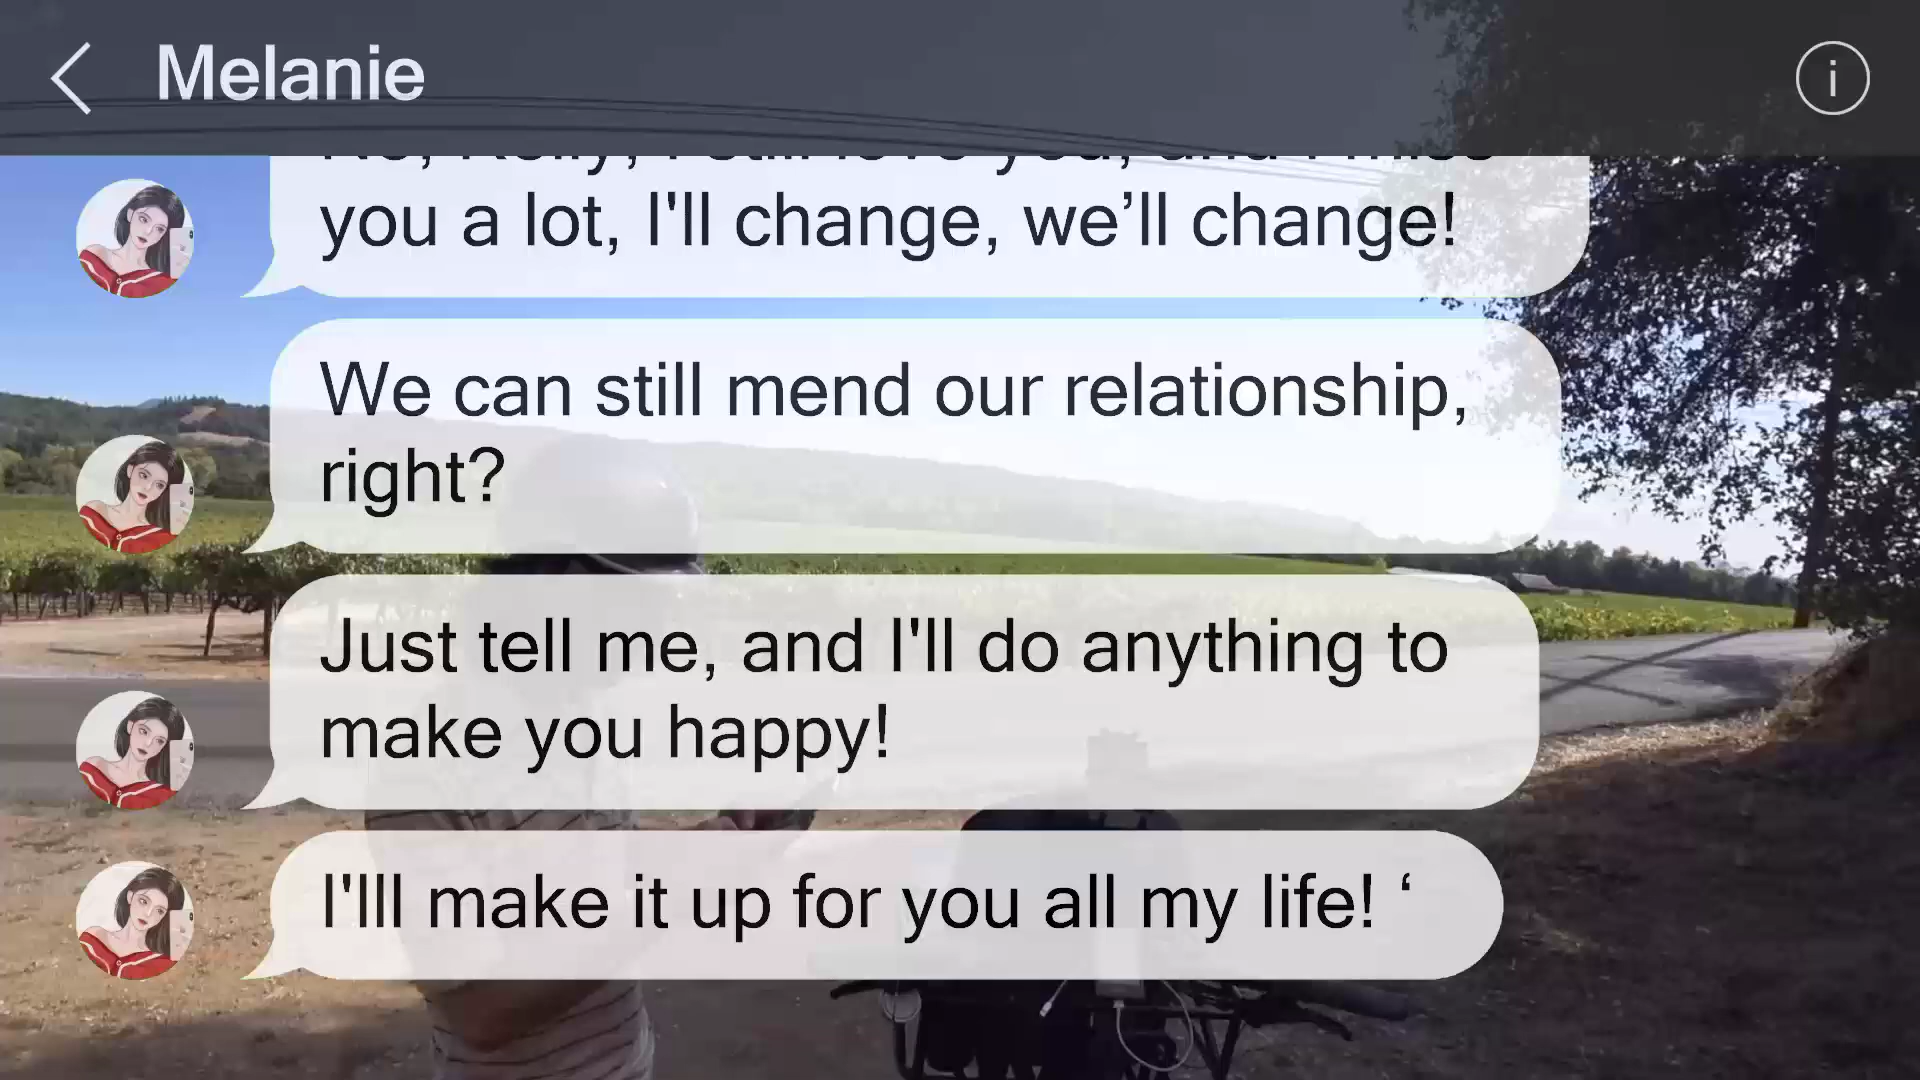 Melanie
i
you a lot, I'll change, we’ll change!
We can still mend our relationship,
right?
Just tell me, and I'll do anything to
make you happy!
I'lll make it up for you all my life! ‘